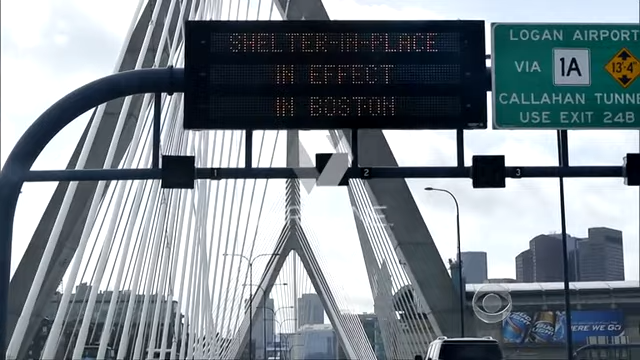 SHELTER-IN-PLACE
IN EFFECT
IN BOSTON
LOGAN AIRPORT
VIA 1A 13'4"
CALLAHAN TUNNE
USE EXIT 24B
1 2 3
HERE WE GO